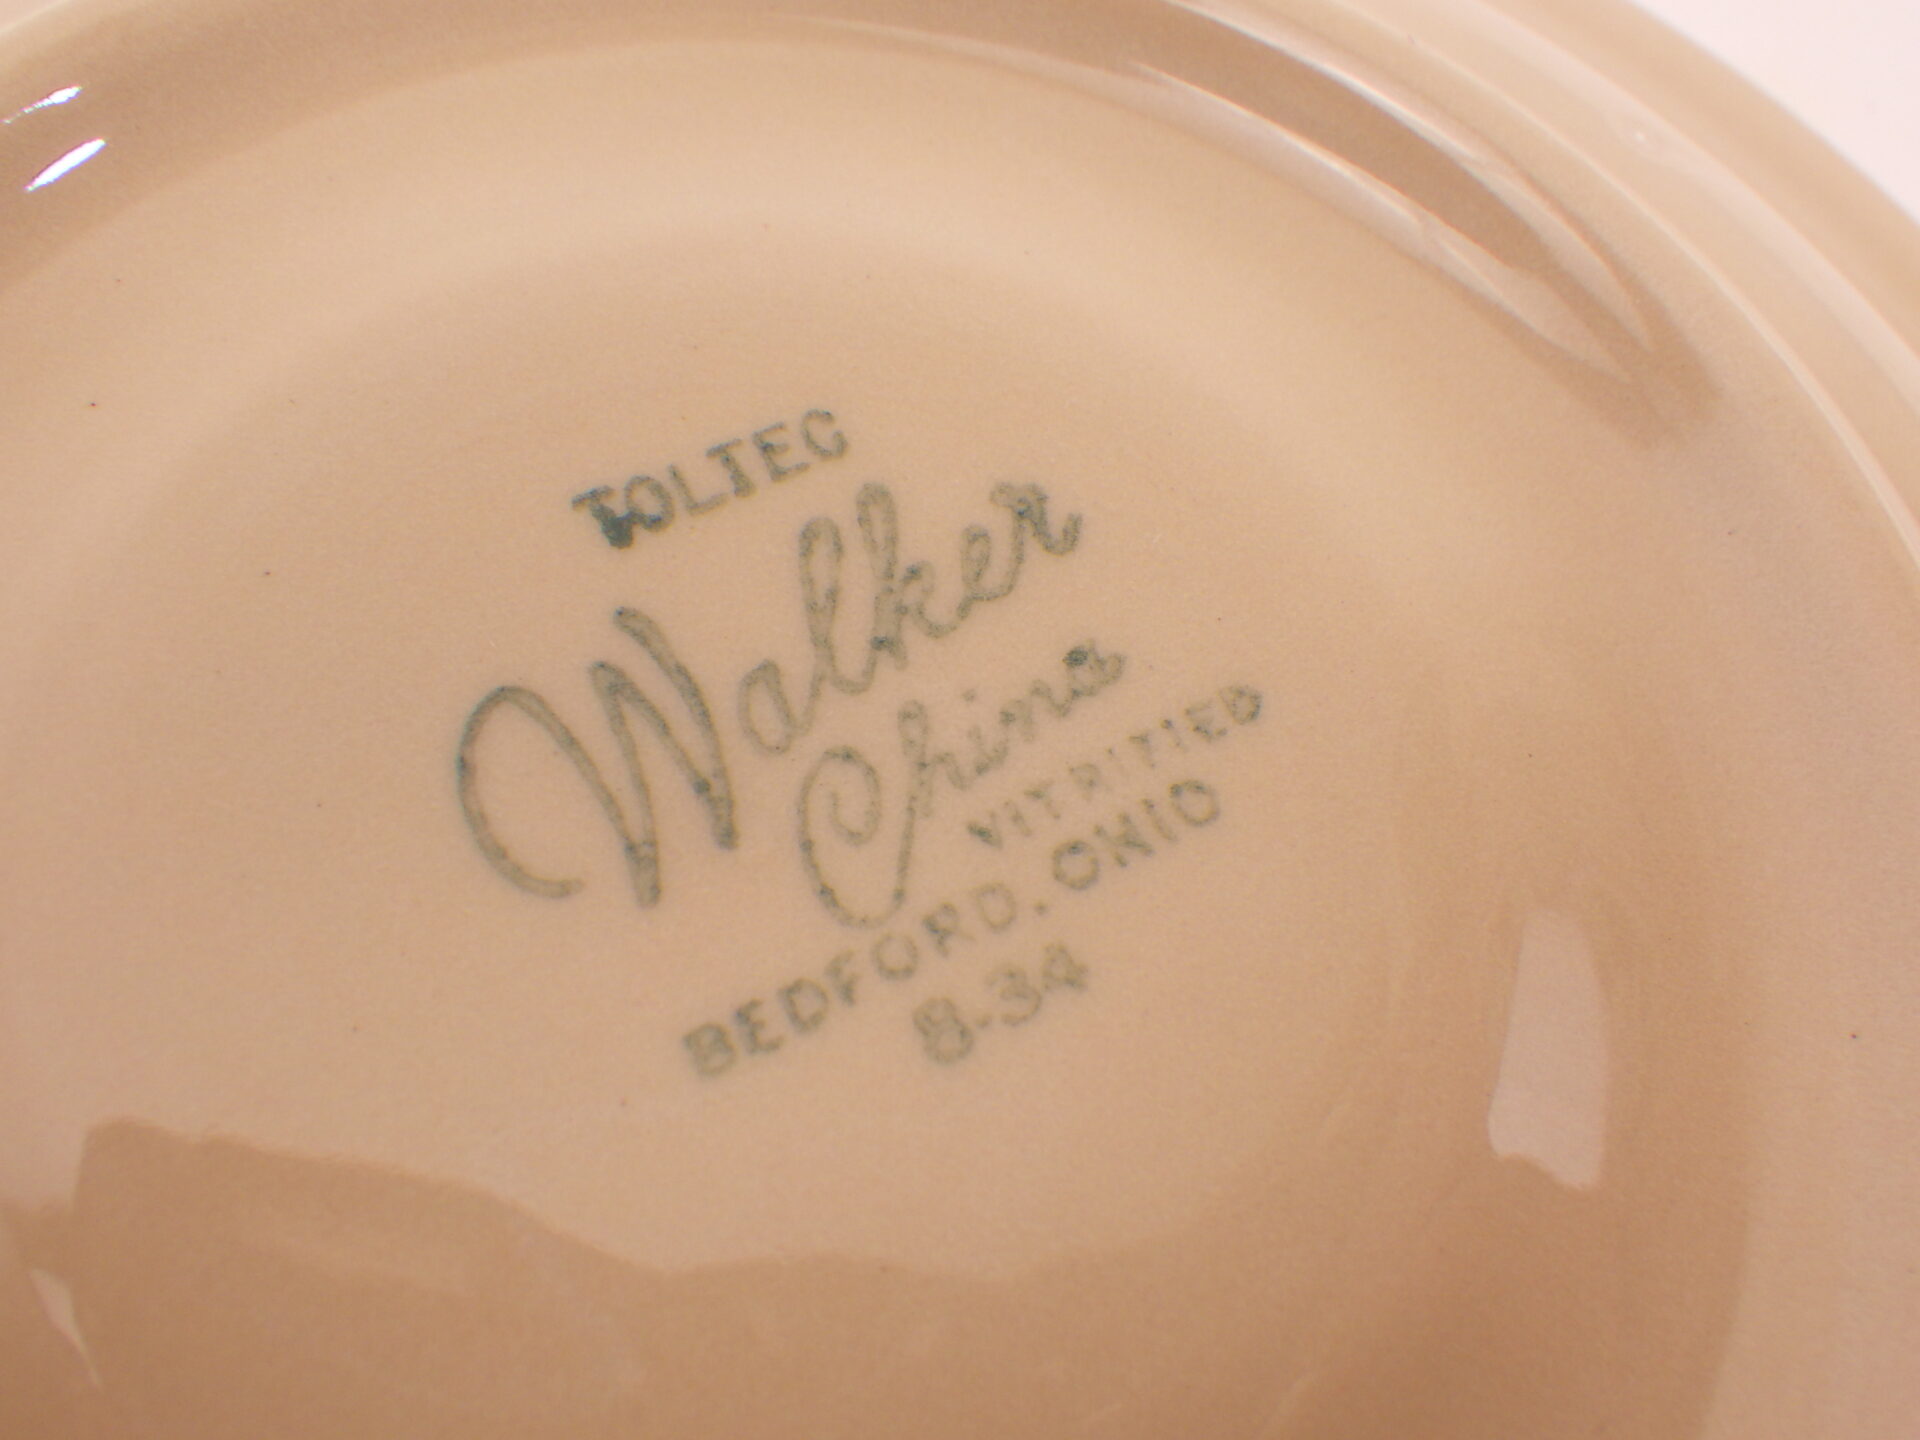 TOLTEC
Walker
China
VITRIFIED
BEDFORD, OHIO
8-34